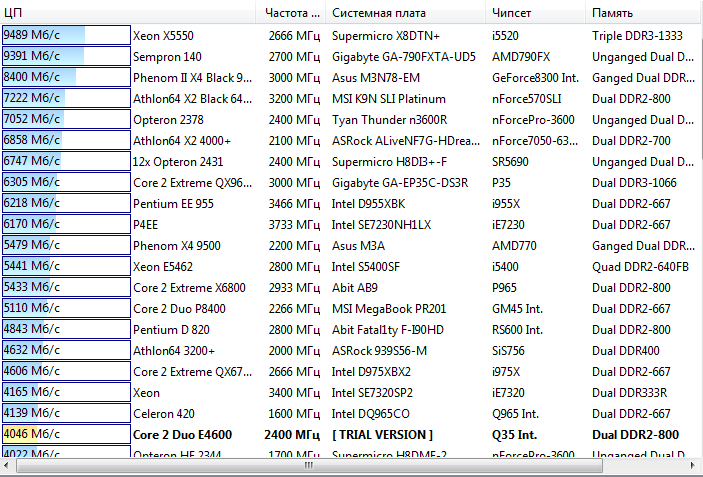 ЦП Частота ... Системная плата Чипсет Память
9489 Мб/с Xeon X5550 2666 МГц Supermicro X8DTN+ i5520 Triple DDR3-1333
9391 Мб/с Sempron 140 2700 МГц Gigabyte GA-790FXTA-UD5 AMD790FX Unganged Dual D...
8400 Мб/с Phenom II X4 Black 9... 3000 МГц Asus M3N78-EM GeForce8300 Int. Ganged Dual DDR...
7222 Мб/с Athlon64 X2 Black 64... 3200 МГц MSI K9N SLI Platinum nForce570SLI Dual DDR2-800
7052 Мб/с Opteron 2378 2400 МГц Tyan Thunder n3600R nForcePro-3600 Unganged Dual D...
6858 Мб/с Athlon64 X2 4000+ 2100 МГц ASRock ALiveNF7G-HDrea... nForce7050-63... Dual DDR2-700
6747 Мб/с 12x Opteron 2431 2400 МГц Supermicro H8DI3+-F SR5690 Unganged Dual D...
6305 Мб/с Core 2 Extreme QX96... 3000 МГц Gigabyte GA-EP35C-DS3R P35 Dual DDR3-1066
6218 Мб/с Pentium EE 955 3466 МГц Intel D955XBK i955X Dual DDR2-667
6170 Мб/с P4EE 3733 МГц Intel SE7230NH1LX iE7230 Dual DDR2-667
5479 Мб/с Phenom X4 9500 2200 МГц Asus M3A AMD770 Ganged Dual DDR...
5441 Мб/с Xeon E5462 2800 МГц Intel S5400SF i5400 Quad DDR2-640FB
5433 Мб/с Core 2 Extreme X6800 2933 МГц Abit AB9 P965 Dual DDR2-800
5110 Мб/с Core 2 Duo P8400 2266 МГц MSI MegaBook PR201 GM45 Int. Dual DDR2-667
4843 Мб/с Pentium D 820 2800 МГц Abit Fatal1ty F-I90HD RS600 Int. Dual DDR2-800
4632 Мб/с Athlon64 3200+ 2000 МГц ASRock 939S56-M SiS756 Dual DDR400
4606 Мб/с Core 2 Extreme QX67... 2666 МГц Intel D975XBX2 i975X Dual DDR2-667
4165 Мб/с Xeon 3400 МГц Intel SE7320SP2 iE7320 Dual DDR333R
4139 Мб/с Celeron 420 1600 МГц Intel DQ965CO Q965 Int. Dual DDR2-667
4046 Мб/с Core 2 Duo E4600 2400 МГц [ TRIAL VERSION ] Q35 Int. Dual DDR2-800
4022 Мб/с Opteron HE 2344 1700 МГц Supermicro H8DME-2 nForcePro-3600 Unganged Dual D...